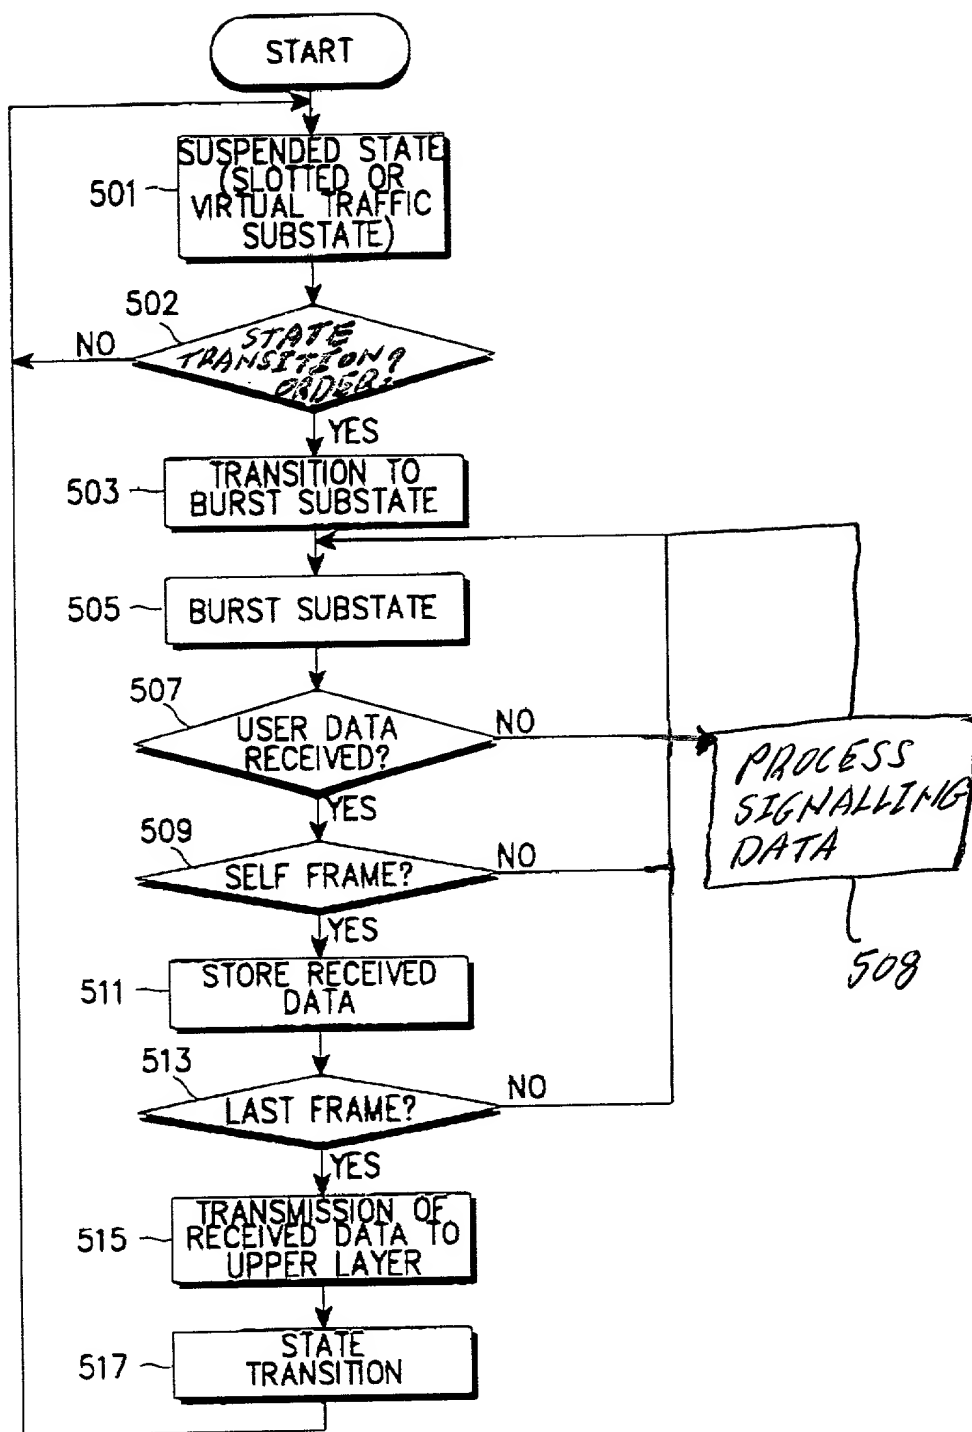 START
SUSPENDED STATE
(SLOTTED OR
VIRTUAL TRAFFIC
SUBSTATE)
501
502
NO
STATE
TRANSITION?
ORDER:
YES
503
TRANSITION TO
BURST SUBSTATE
505
BURST SUBSTATE
507
USER DATA
RECEIVED?
NO
YES
PROCESS
SIGNALLING
DATA
508
509
SELF FRAME?
NO
YES
511
STORE RECEIVED
DATA
513
LAST FRAME?
NO
YES
515
TRANSMISSION OF
RECEIVED DATA TO
UPPER LAYER
517
STATE
TRANSITION